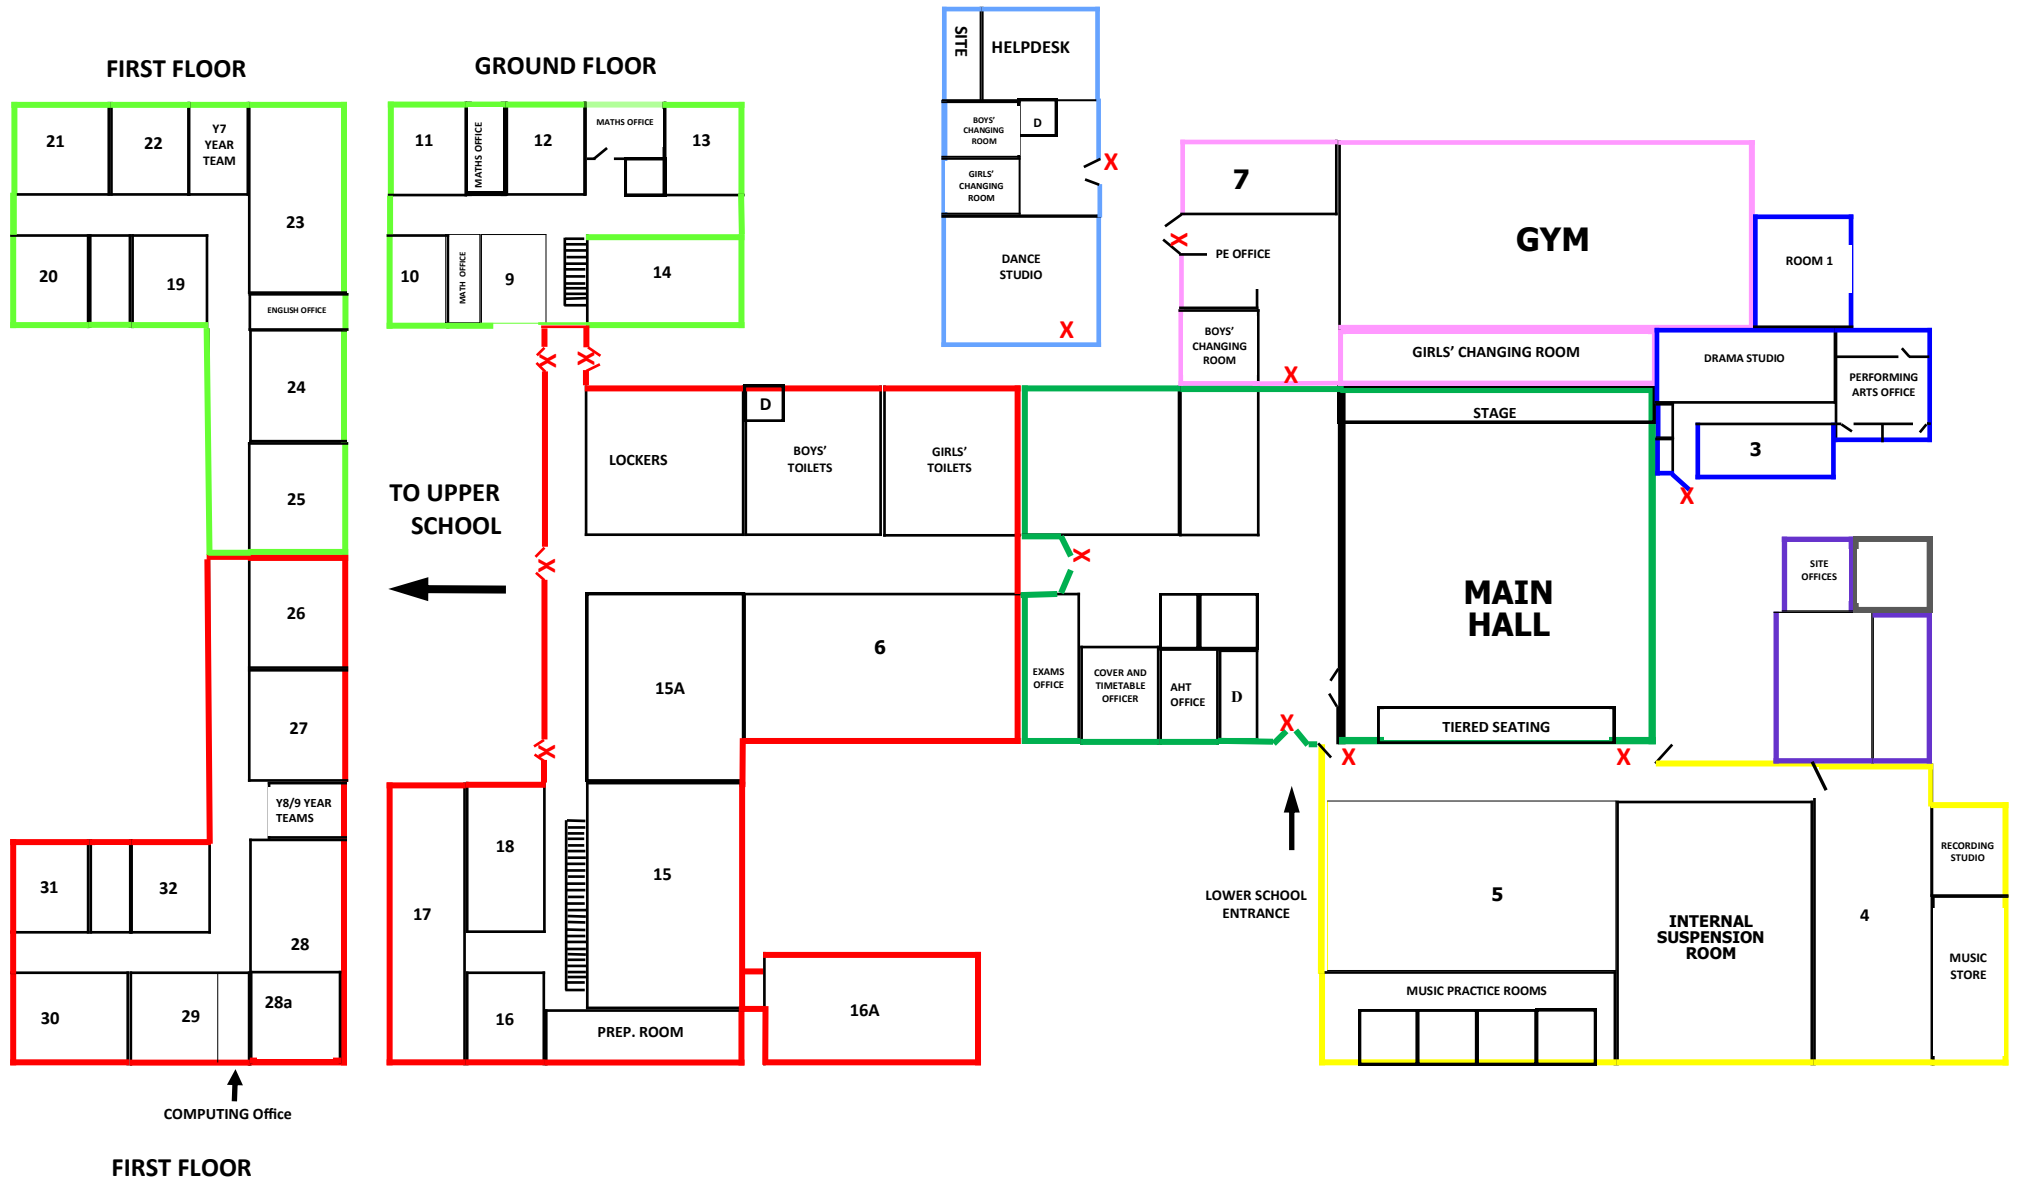 FIRST FLOOR
GROUND FLOOR
SITE
HELPDESK
21
22
Y7
YEAR
TEAM
23
20
19
ENGLISH OFFICE
24
25
26
27
Y8/9 YEAR
TEAMS
31
32
28
30
29
28a
COMPUTING Office
FIRST FLOOR
11
MATHS OFFICE
12
MATHS OFFICE
13
10
MATH OFFICE
9
14
X
X
TO UPPER
SCHOOL
LOCKERS
D
BOYS'
TOILETS
GIRLS'
TOILETS
X
15A
6
X
17
18
15
16
PREP. ROOM
16A
BOYS'
CHANGING
ROOM
D
GIRLS'
CHANGING
ROOM
X
DANCE
STUDIO
X
7
X
PE OFFICE
GYM
BOYS'
CHANGING
ROOM
GIRLS' CHANGING ROOM
X
ROOM 1
DRAMA STUDIO
PERFORMING
ARTS OFFICE
3
X
STAGE
MAIN
HALL
TIERED SEATING
X
EXAMS
OFFICE
COVER AND
TIMETABLE
OFFICER
AHT
OFFICE
D
X
X
X
SITE
OFFICES
LOWER SCHOOL
ENTRANCE
5
INTERNAL
SUSPENSION
ROOM
4
RECORDING
STUDIO
MUSIC
STORE
MUSIC PRACTICE ROOMS